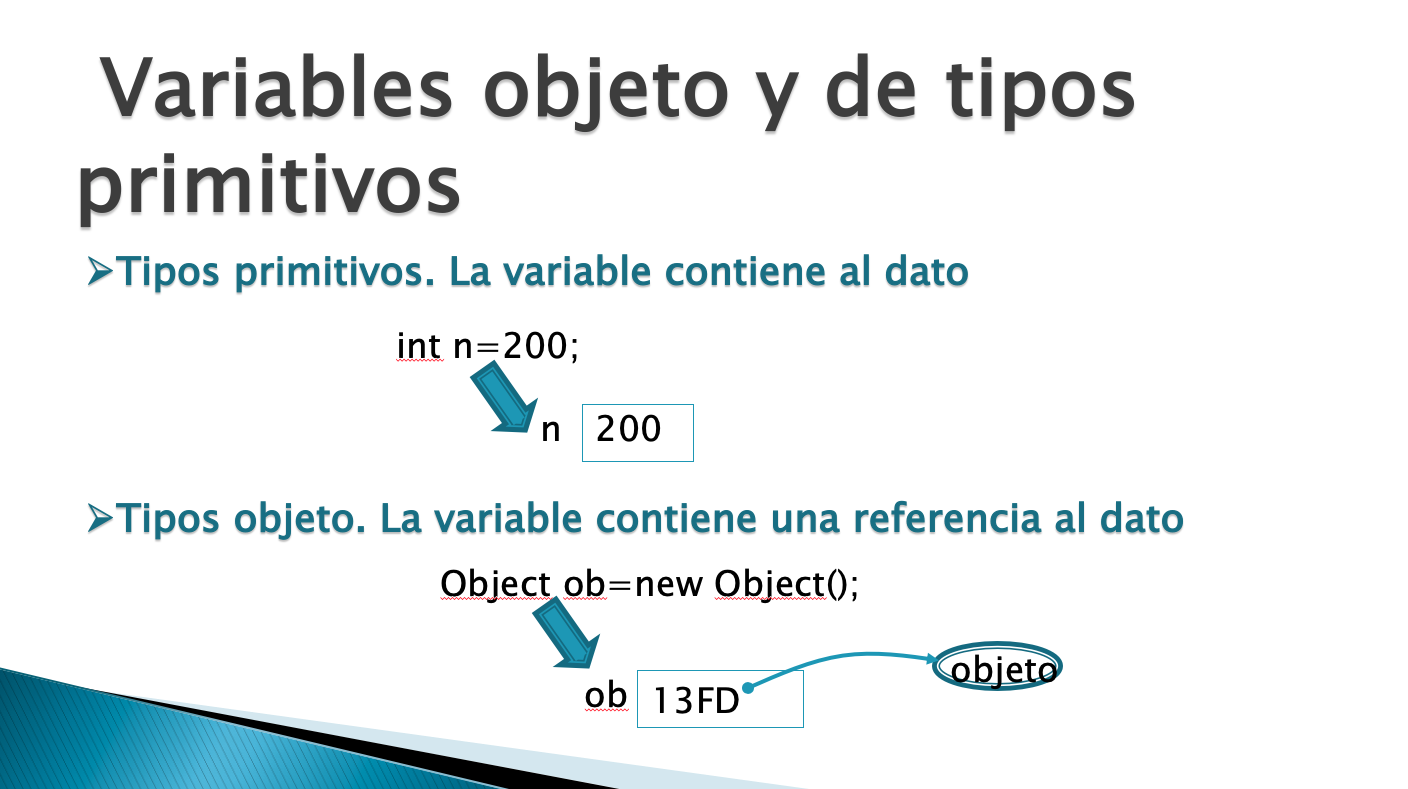 Variables objeto y de tipos
primitivos
Tipos primitivos. La variable contiene al dato
int n=200;
n 200
Tipos objeto. La variable contiene una referencia al dato
Object ob=new Object();
objeto
ob 13FD